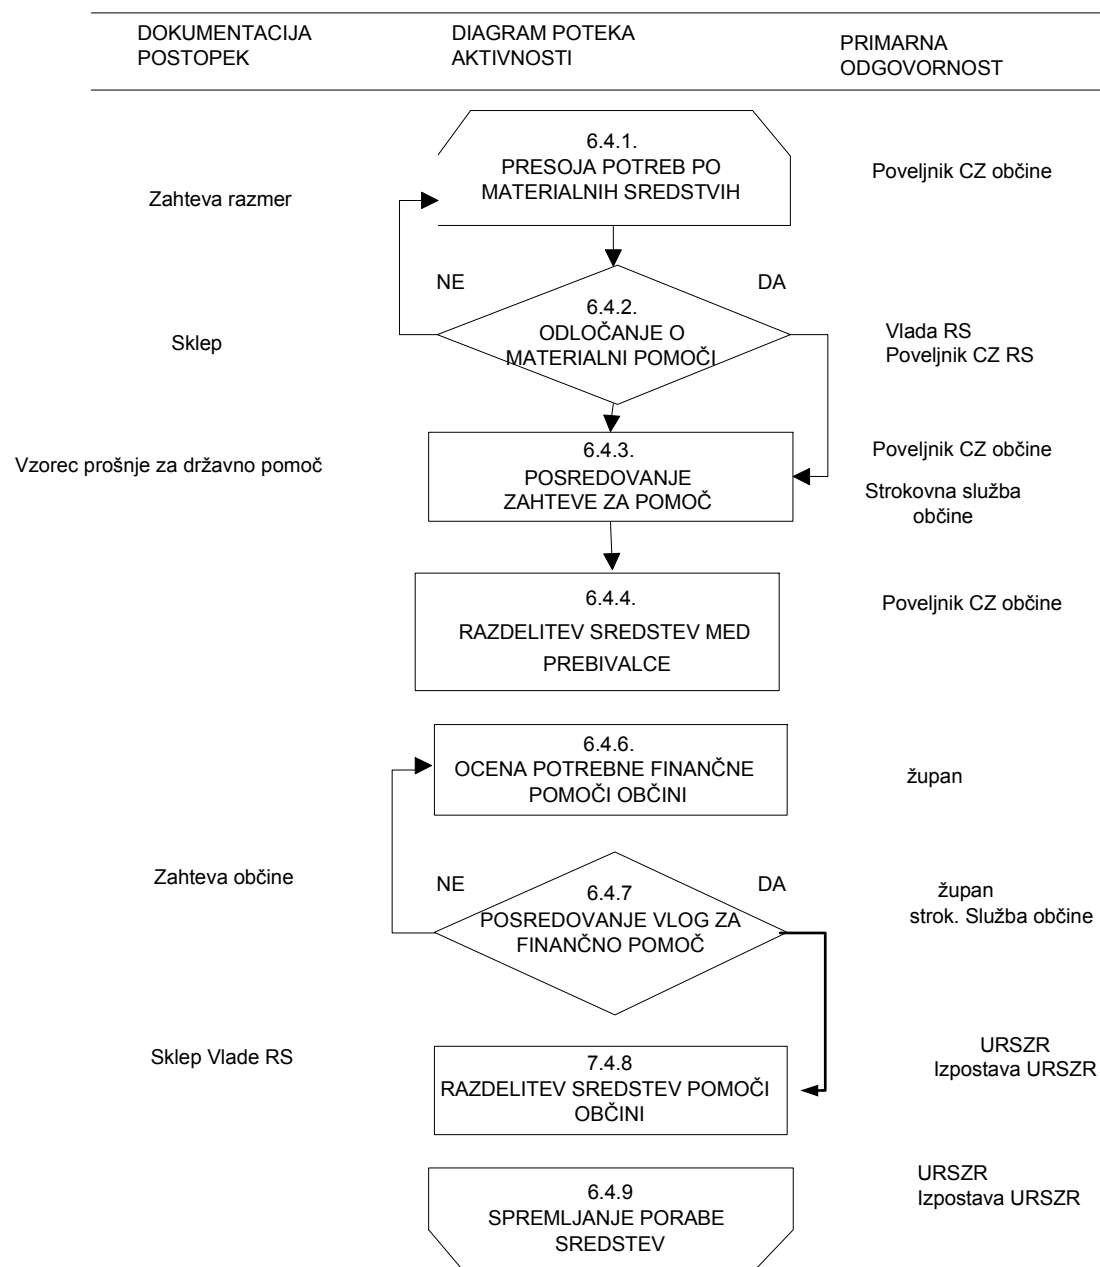 DOKUMENTACIJA
POSTOPEK
DIAGRAM POTEKA
AKTIVNOSTI
PRIMARNA
ODGOVORNOST
6.4.1.
PRESOJA POTREB PO
MATERIALNIH SREDSTVIH
Poveljnik CZ občine
Zahteva razmer
NE
DA
6.4.2.
ODLOČANJE O
MATERIALNI POMOČI
Sklep
Vlada RS
Poveljnik CZ RS
6.4.3.
POSREDOVANJE
ZAHTEVE ZA POMOČ
Vzorec prošnje za državno pomoč
Poveljnik CZ občine
Strokovna služba
občine
6.4.4.
RAZDELITEV SREDSTEV MED
PREBIVALCE
Poveljnik CZ občine
6.4.6.
OCENA POTREBNE FINANČNE
POMOČI OBČINI
župan
Zahteva občine
NE
DA
6.4.7
POSREDOVANJE VLOG ZA
FINANČNO POMOČ
župan
strok. Služba občine
Sklep Vlade RS
7.4.8
RAZDELITEV SREDSTEV POMOČI
OBČINI
URSZR
Izpostava URSZR
6.4.9
SPREMLJANJE PORABE
SREDSTEV
URSZR
Izpostava URSZR